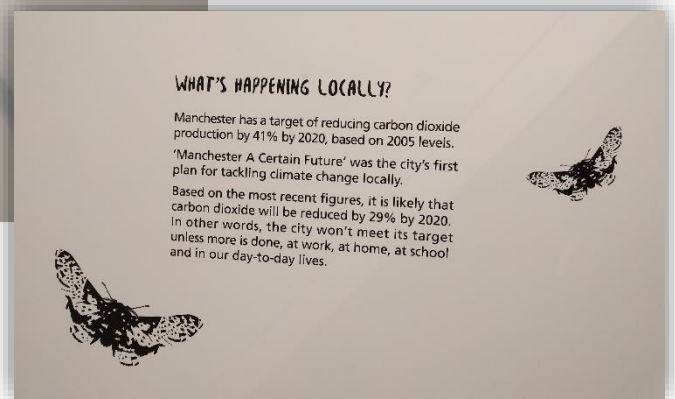 WHAT'S HAPPENING LOCALLY?
Manchester has a target of reducing carbon dioxide
production by 41% by 2020, based on 2005 levels.
'Manchester A Certain Future' was the city's first
plan for tackling climate change locally.
Based on the most recent figures, it is likely that
carbon dioxide will be reduced by 29% by 2020.
In other words, the city won't meet its target
unless more is done, at work, at home, at school
and in our day-to-day lives.